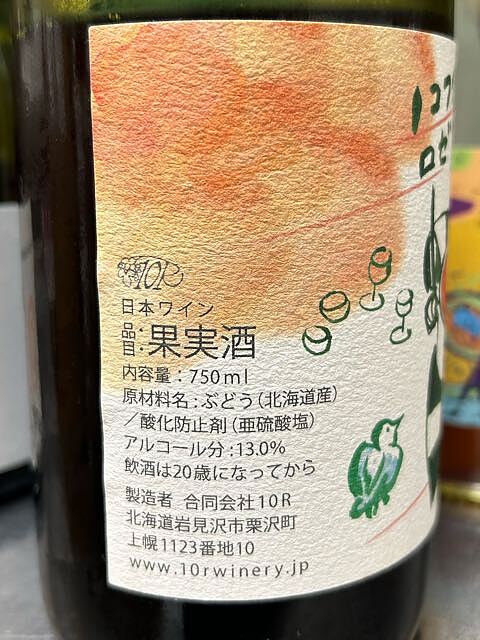 コフ
ロゼ
10R
日本ワイン
品目:果実酒
内容量：750ml
原材料名：ぶどう（北海道産）
／酸化防止剤（亜硫酸塩）
アルコール分：13.0%
飲酒は20歳になってから
製造者 合同会社10R
北海道岩見沢市栗沢町
上幌1123番地10
www.10rwinery.jp